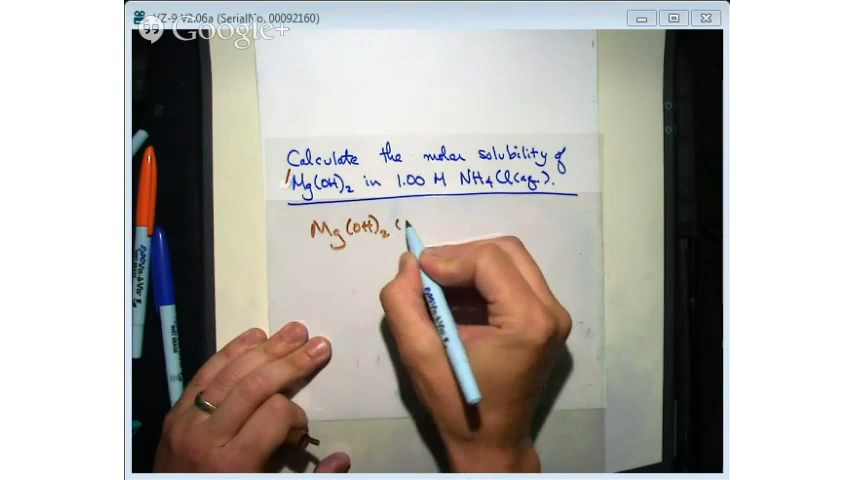 VZ-9 V2.06a (SerialNo. 00092160)
Google+
Calculate the molar solubility of
Mg(OH)2 in 1.00 M NH4Cl(aq.).
Mg(OH)2 (